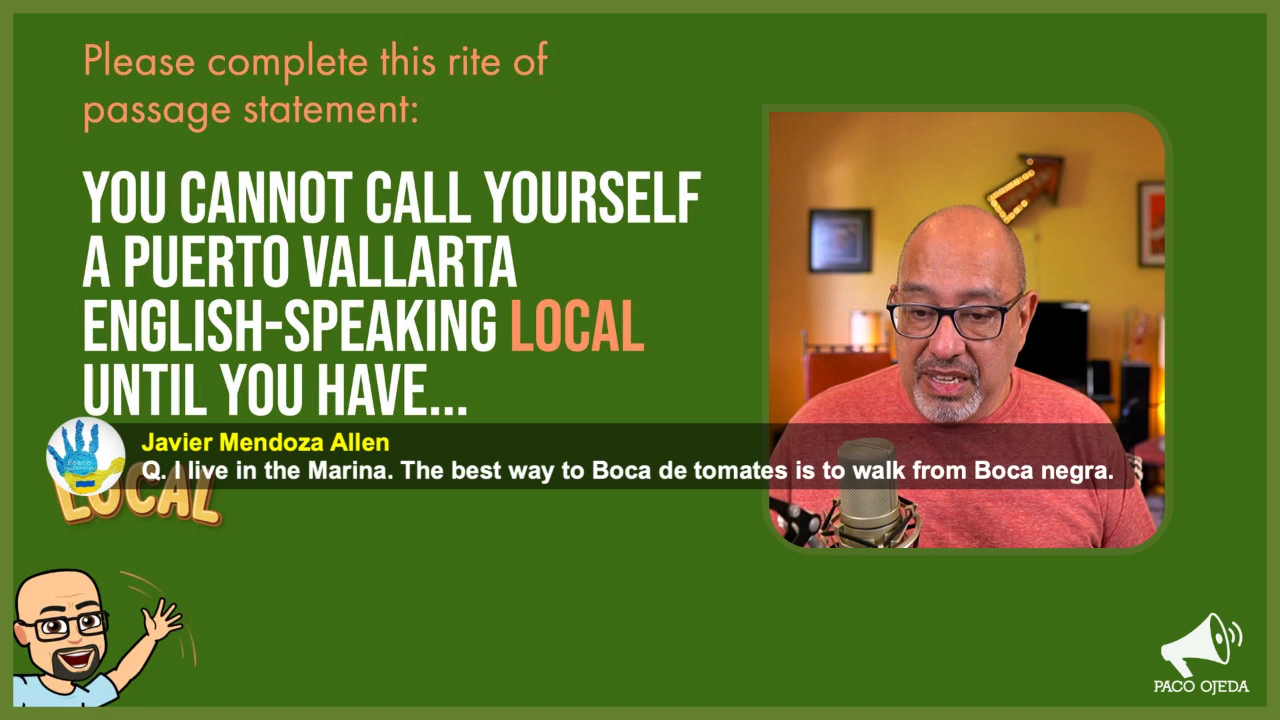 Please complete this rite of
passage statement:
YOU CANNOT CALL YOURSELF
A PUERTO VALLARTA
ENGLISH-SPEAKING LOCAL
UNTIL YOU HAVE...
Javier Mendoza Allen
Q. I live in the Marina. The best way to Boca de tomates is to walk from Boca negra.
LOCAL
PACO OJEDA